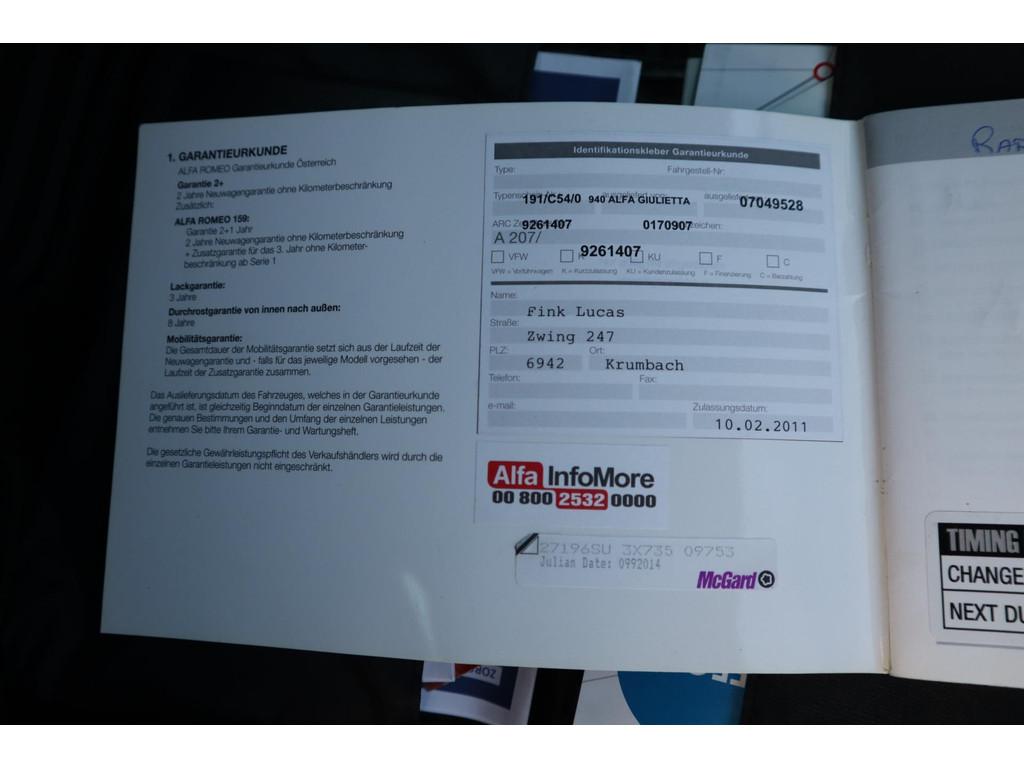 1. GARANTIEURKUNDE
ALFA ROMEO Garantieurkunde Österreich
Garantie 2+
2 Jahre Neuwagengarantie ohne Kilometerbeschränkung
Zusätzlich:
ALFA ROMEO 159:
Garantie 2+1 Jahr
2 Jahre Neuwagengarantie ohne Kilometerbeschränkung
+ Zusatzgarantie für das 3. Jahr ohne Kilometer-
beschränkung ab Serie 1
Lackgarantie:
3 Jahre
Durchrostgarantie von innen nach außen:
8 Jahre
Mobilitätsgarantie:
Die Gesamtdauer der Mobilitätsgarantie setzt sich aus der Laufzeit der
Neuwagengarantie und - falls für das jeweilige Modell vorgesehen - der
Laufzeit der Zusatzgarantie zusammen.
Das Auslieferungsdatum des Fahrzeuges, welches in der Garantieurkunde
angeführt ist, ist gleichzeitig Beginndatum der einzelnen Garantieleistungen.
Die genauen Bestimmungen und den Umfang der einzelnen Leistungen
entnehmen Sie bitte Ihrem Garantie- und Wartungsheft.
Die gesetzliche Gewährleistungspflicht des Verkaufshändlers wird durch die
einzelnen Garantieleistungen nicht eingeschränkt.
Identifikationskleber Garantieurkunde
Type: Fahrgestell-Nr:
191/C54/0 940 ALFA GIULIETTA 07049528
ARC 9261407 0170907
A 207/ 9261407
VFW KU F C
VFW = Vorführwagen K = Kurzzulassung KU = Kundenzulassung F = Finanzierung C = Barzahlung
Name:
Fink Lucas
Straße:
Zwing 247
PLZ: Ort:
6942 Krumbach
Telefon: Fax:
e-mail: Zulassungsdatum:
10.02.2011
Alfa InfoMore
00 800 2532 0000
27196SU 3X735 09753
Julian Date: 0992014
McGard
TIMING
CHANGE
NEXT DU